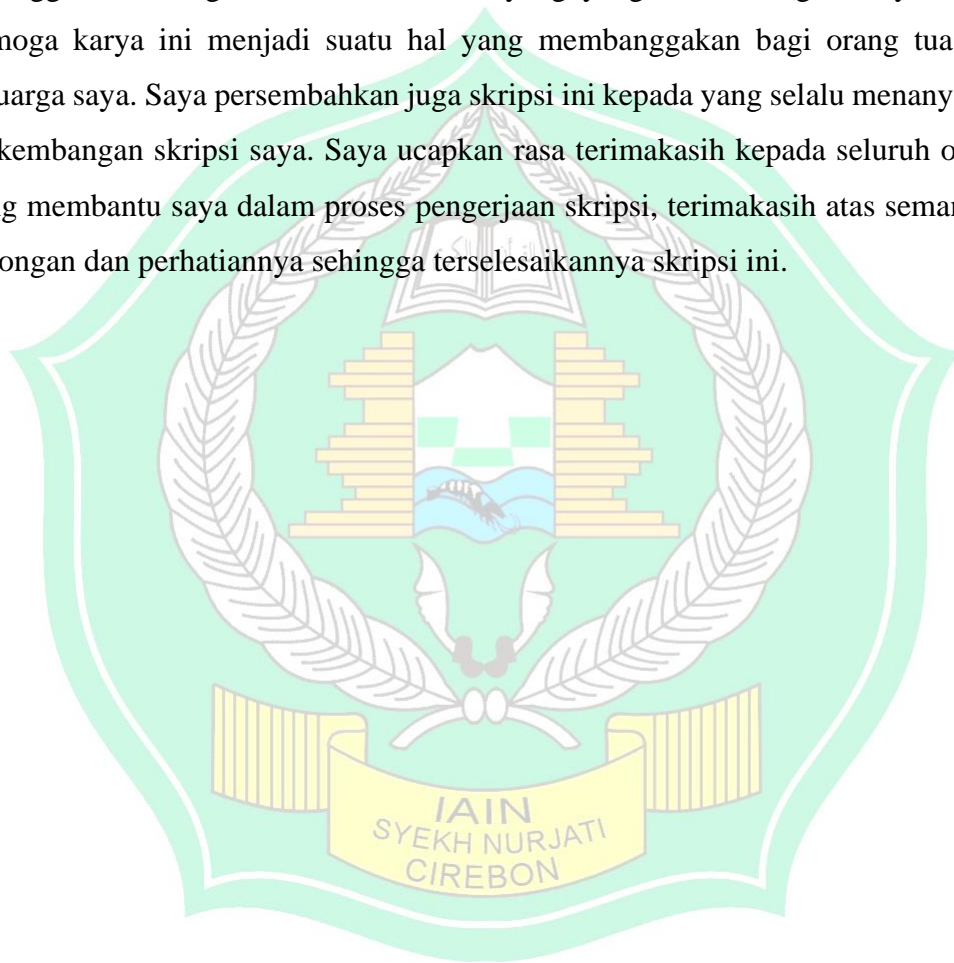 moga karya ini menjadi suatu hal yang membanggakan bagi orang tua
uarga saya. Saya persembahkan juga skripsi ini kepada yang selalu menany
kembangan skripsi saya. Saya ucapkan rasa terimakasih kepada seluruh o
g membantu saya dalam proses pengerjaan skripsi, terimakasih atas semar
ongan dan perhatiannya sehingga terselesaikannya skripsi ini.
IAIN
SYEKH NURJATI
CIREBON